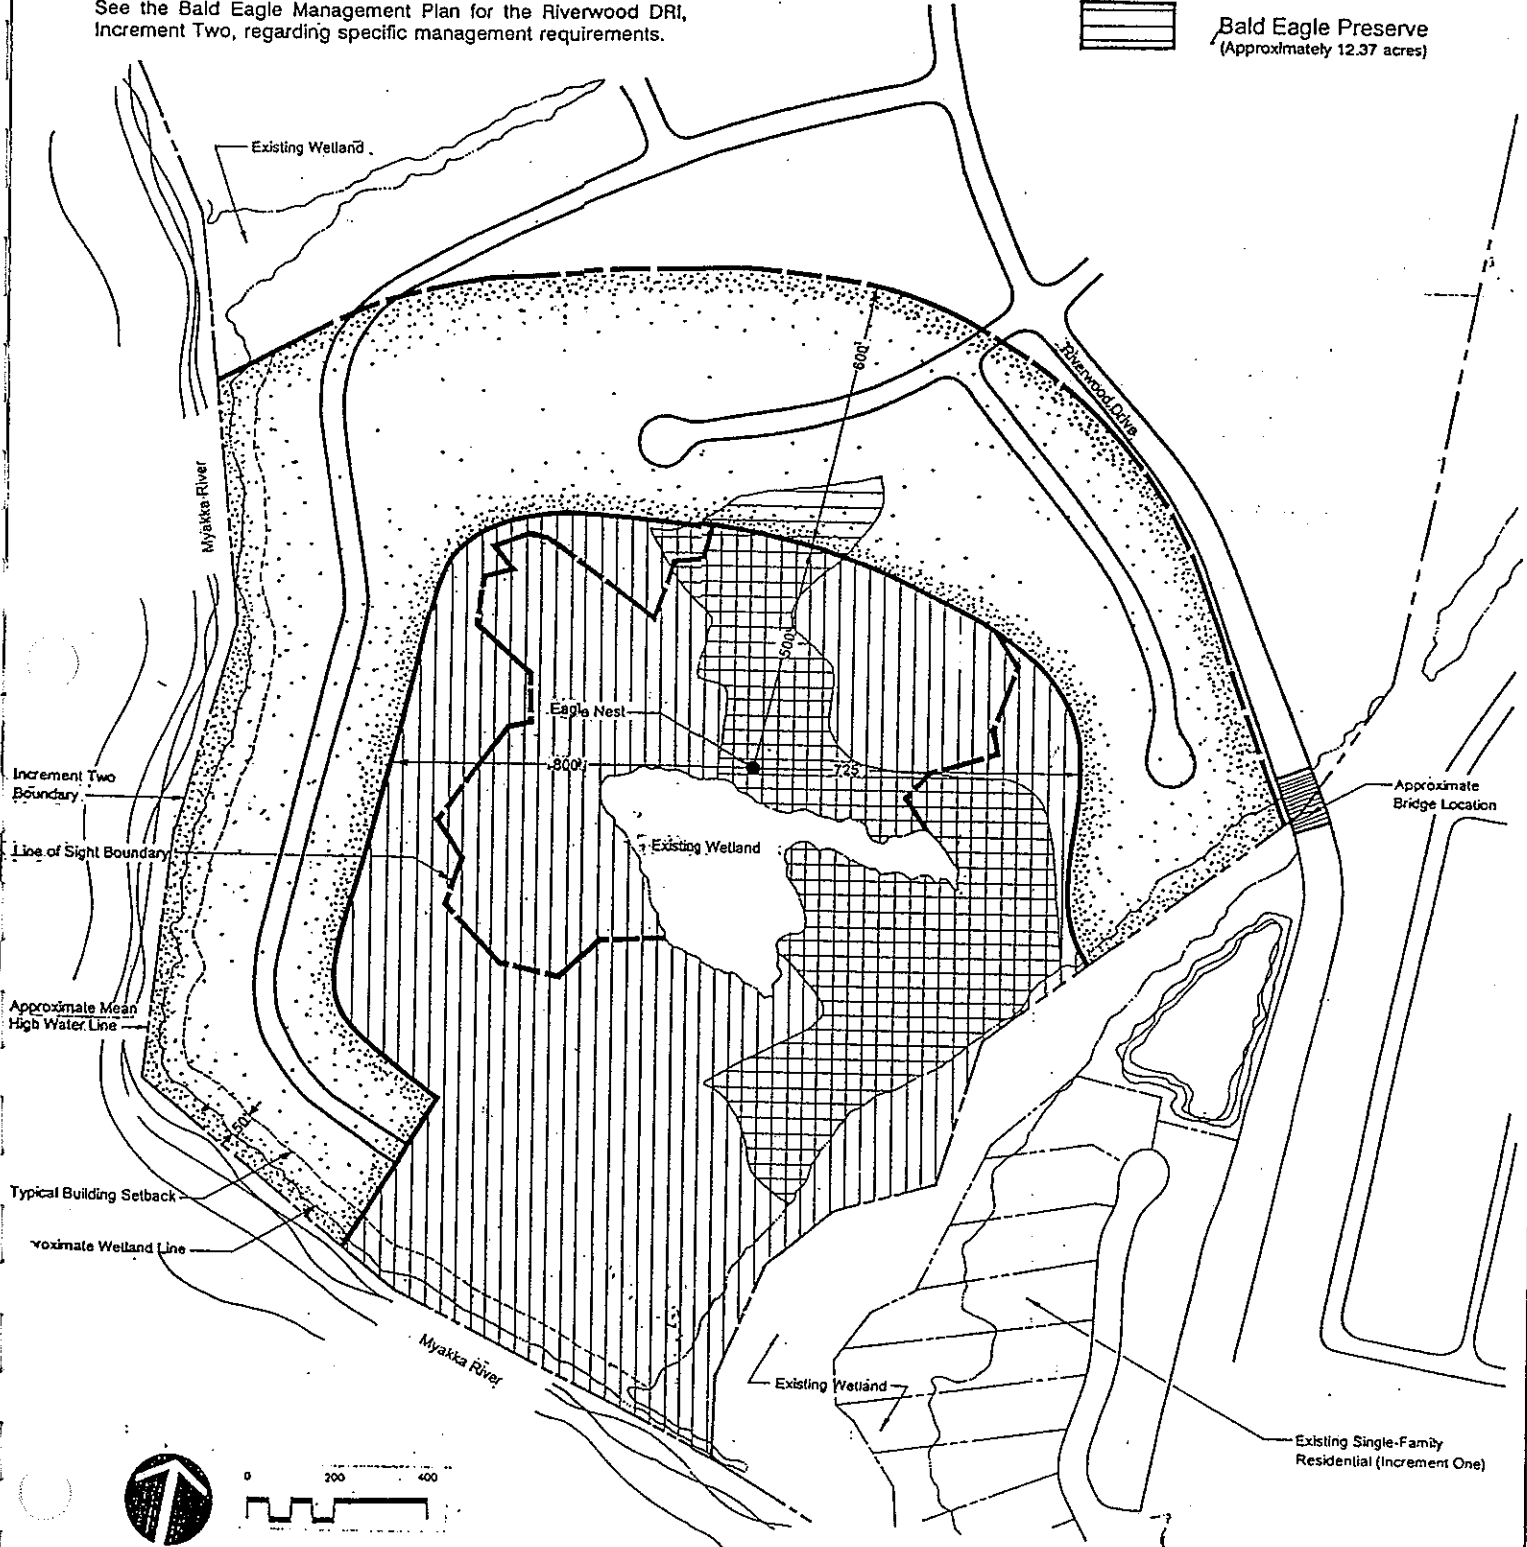 See the Bald Eagle Management Plan for the Riverwood DRI,
Increment Two, regarding specific management requirements.
Bald Eagle Preserve
(Approximately 12.37 acres)
Existing Wetland
600'
Riverwood Drive
Myakka River
500'
Eagle Nest
800'
725'
Increment Two
Boundary
Approximate
Bridge Location
Line of Sight Boundary
Existing Wetland
Approximate Mean
High Water Line
50'
Typical Building Setback
roximate Wetland Line
Myakka River
Existing Wetland
Existing Single-Family
Residential (Increment One)
0 200 400